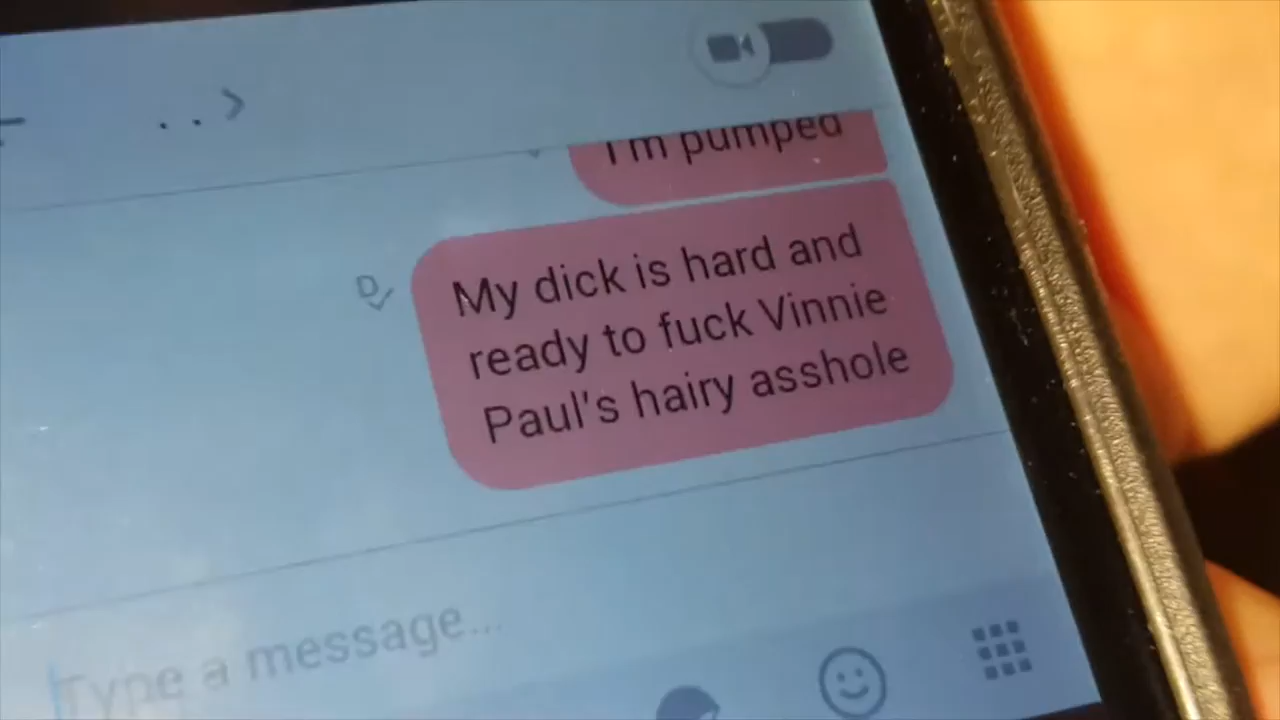 I'm pumped
My dick is hard and
ready to fuck Vinnie
Paul's hairy asshole
D
Type a message...